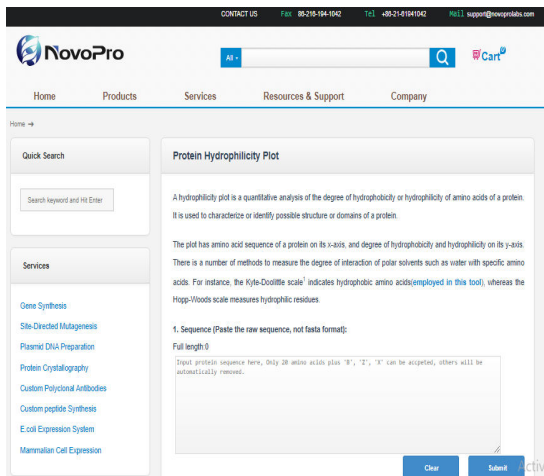 CONTACT US Fax 86-216-194-1042 Tel +86-21-61941042 Mail support@novoprolabs.com
NovoPro
All
Cart 0
Home Products Services Resources & Support Company
Home →
Quick Search
Search keyword and Hit Enter
Services
Gene Synthesis
Site-Directed Mutagenesis
Plasmid DNA Preparation
Protein Crystallography
Custom Polyclonal Antibodies
Custom peptide Synthesis
E.coli Expression System
Mammalian Cell Expression
Protein Hydrophilicity Plot
A hydrophilicity plot is a quantitative analysis of the degree of hydrophobicity or hydrophilicity of amino acids of a protein.
It is used to characterize or identify possible structure or domains of a protein.
The plot has amino acid sequence of a protein on its x-axis, and degree of hydrophobicity and hydrophilicity on its y-axis.
There is a number of methods to measure the degree of interaction of polar solvents such as water with specific amino
acids. For instance, the Kyte-Doolittle scale1 indicates hydrophobic amino acids(employed in this tool), whereas the
Hopp-Woods scale measures hydrophilic residues.
1. Sequence (Paste the raw sequence, not fasta format):
Full length:0
Input protein sequence here, Only 20 amino acids plus 'B', 'Z', 'X' can be accpeted, others will be
automatically removed.
Clear Submit
Activ